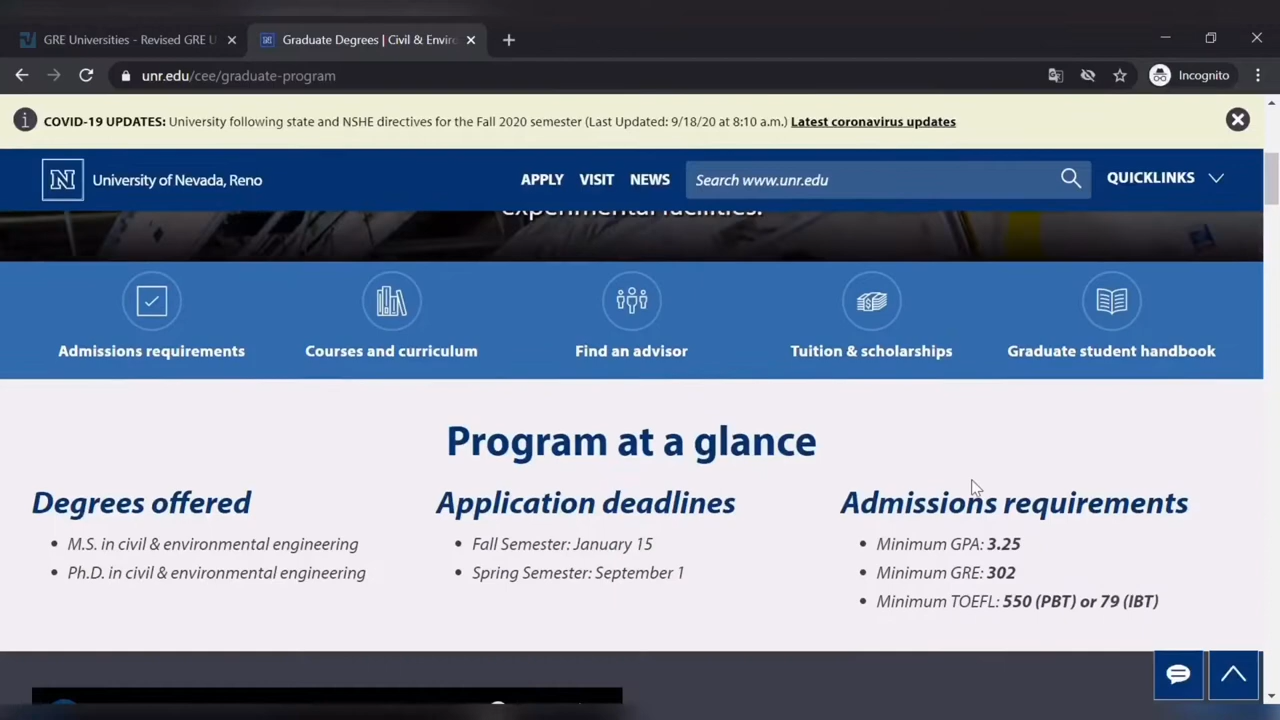 GRE Universities - Revised GRE U
Graduate Degrees | Civil & Enviro
unr.edu/cee/graduate-program
Incognito
COVID-19 UPDATES: University following state and NSHE directives for the Fall 2020 semester (Last Updated: 9/18/20 at 8:10 a.m.) Latest coronavirus updates
N University of Nevada, Reno
APPLY VISIT NEWS Search www.unr.edu QUICKLINKS
experimental facilities.
Admissions requirements Courses and curriculum Find an advisor Tuition & scholarships Graduate student handbook
Program at a glance
Degrees offered
• M.S. in civil & environmental engineering
• Ph.D. in civil & environmental engineering
Application deadlines
• Fall Semester: January 15
• Spring Semester: September 1
Admissions requirements
• Minimum GPA: 3.25
• Minimum GRE: 302
• Minimum TOEFL: 550 (PBT) or 79 (IBT)